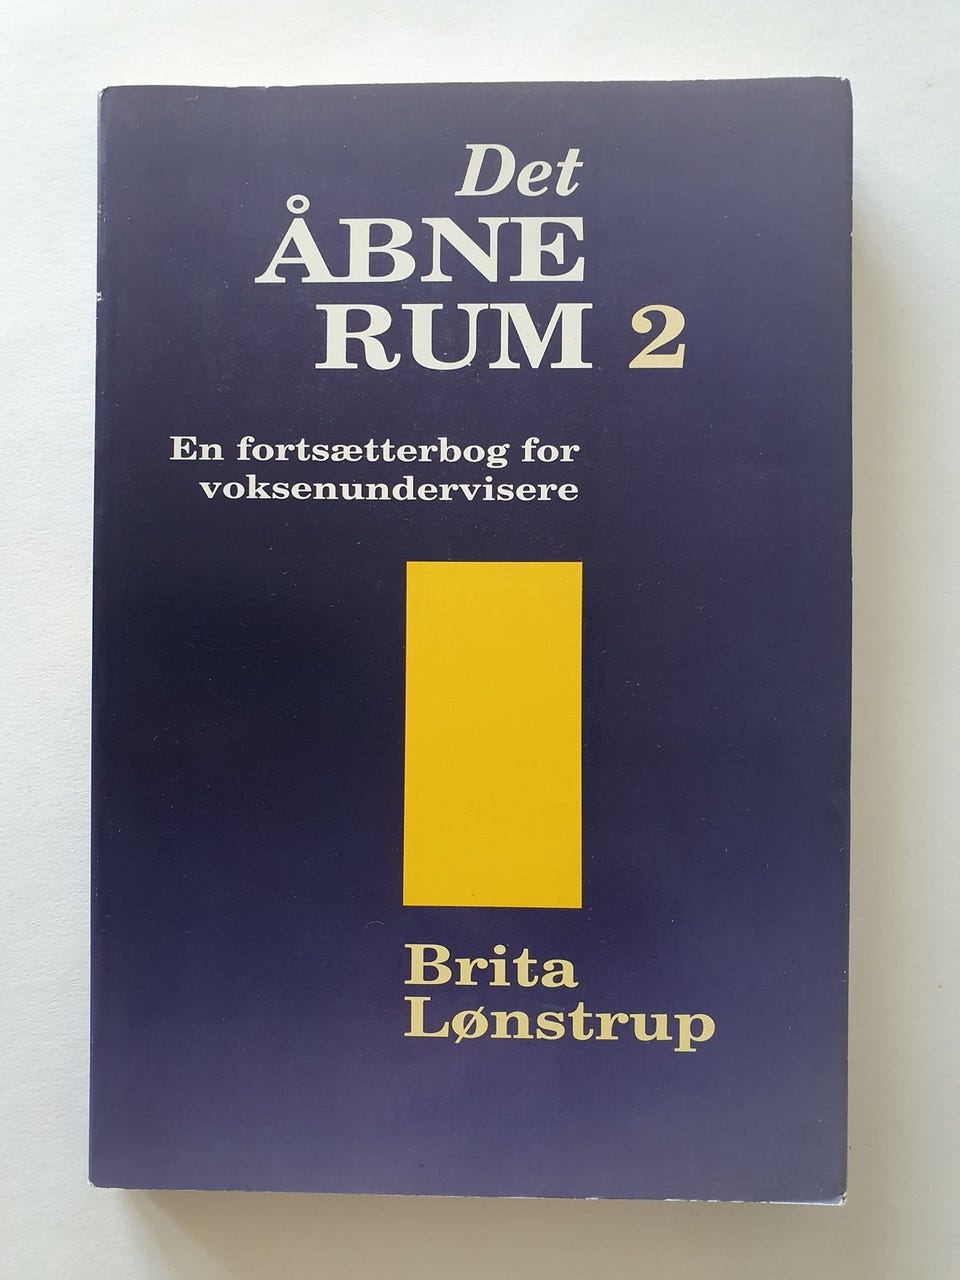 Det
ÅBNE
RUM 2
En fortsætterbog for
voksenundervisere
Brita
Lønstrup